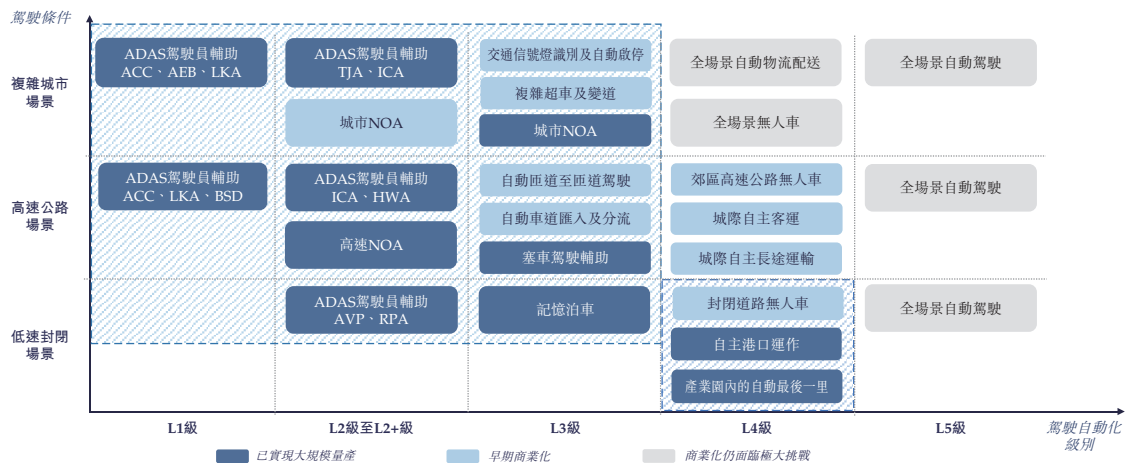 駕駛條件
複雜城市
場景
ADAS駕駛員輔助
ACC、AEB、LKA
ADAS駕駛員輔助
TJA、ICA
城市NOA
交通信號燈識別及自動啟停
複雜超車及變道
城市NOA
全場景自動物流配送
全場景無人車
全場景自動駕駛
高速公路
場景
ADAS駕駛員輔助
ACC、LKA、BSD
ADAS駕駛員輔助
ICA、HWA
高速NOA
自動匝道至匝道駕駛
自動車道匯入及分流
塞車駕駛輔助
郊區高速公路無人車
城際自主客運
城際自主長途運輸
全場景自動駕駛
低速封閉
場景
ADAS駕駛員輔助
AVP、RPA
記憶泊車
封閉道路無人車
自主港口運作
產業園內的自動最後一里
全場景自動駕駛
L1級
L2級至L2+級
L3級
L4級
L5級
駕駛自動化
級別
已實現大規模量產
早期商業化
商業化仍面臨極大挑戰